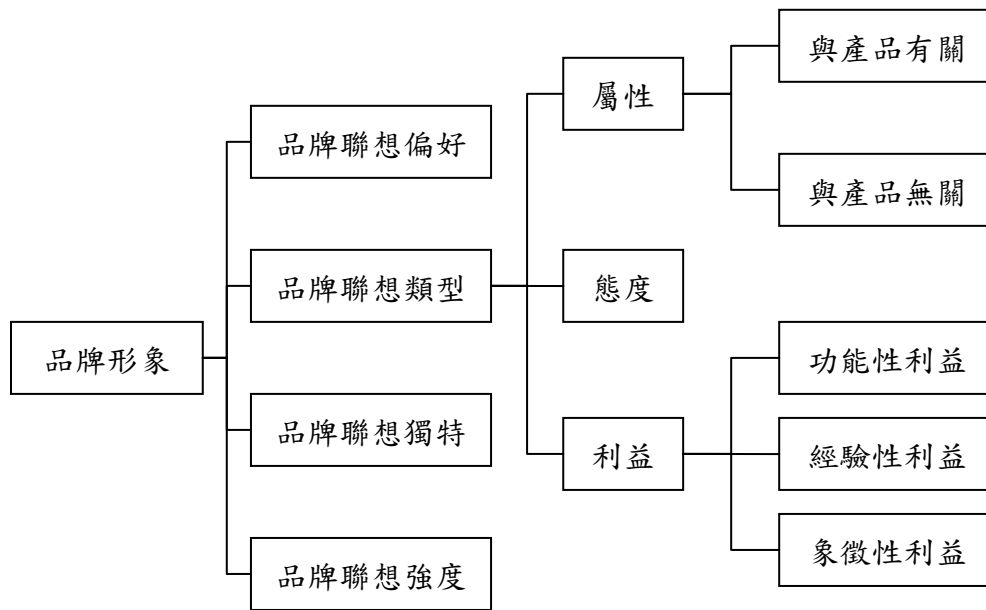 品牌形象
品牌聯想偏好
品牌聯想類型
品牌聯想獨特
品牌聯想強度
屬性
態度
利益
與產品有關
與產品無關
功能性利益
經驗性利益
象徵性利益